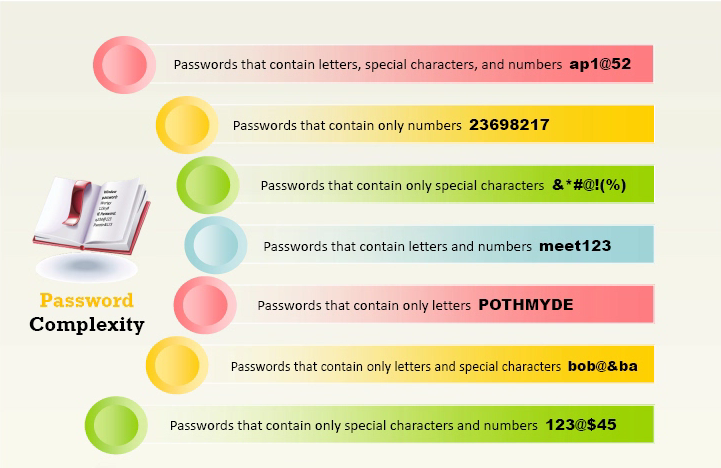 Passwords that contain letters, special characters, and numbers ap1@52
Passwords that contain only numbers 23698217
Passwords that contain only special characters &*#@!(%)
Passwords that contain letters and numbers meet123
Passwords that contain only letters POTHMYDE
Passwords that contain only letters and special characters bob@&ba
Passwords that contain only special characters and numbers 123@$45
Password
Complexity